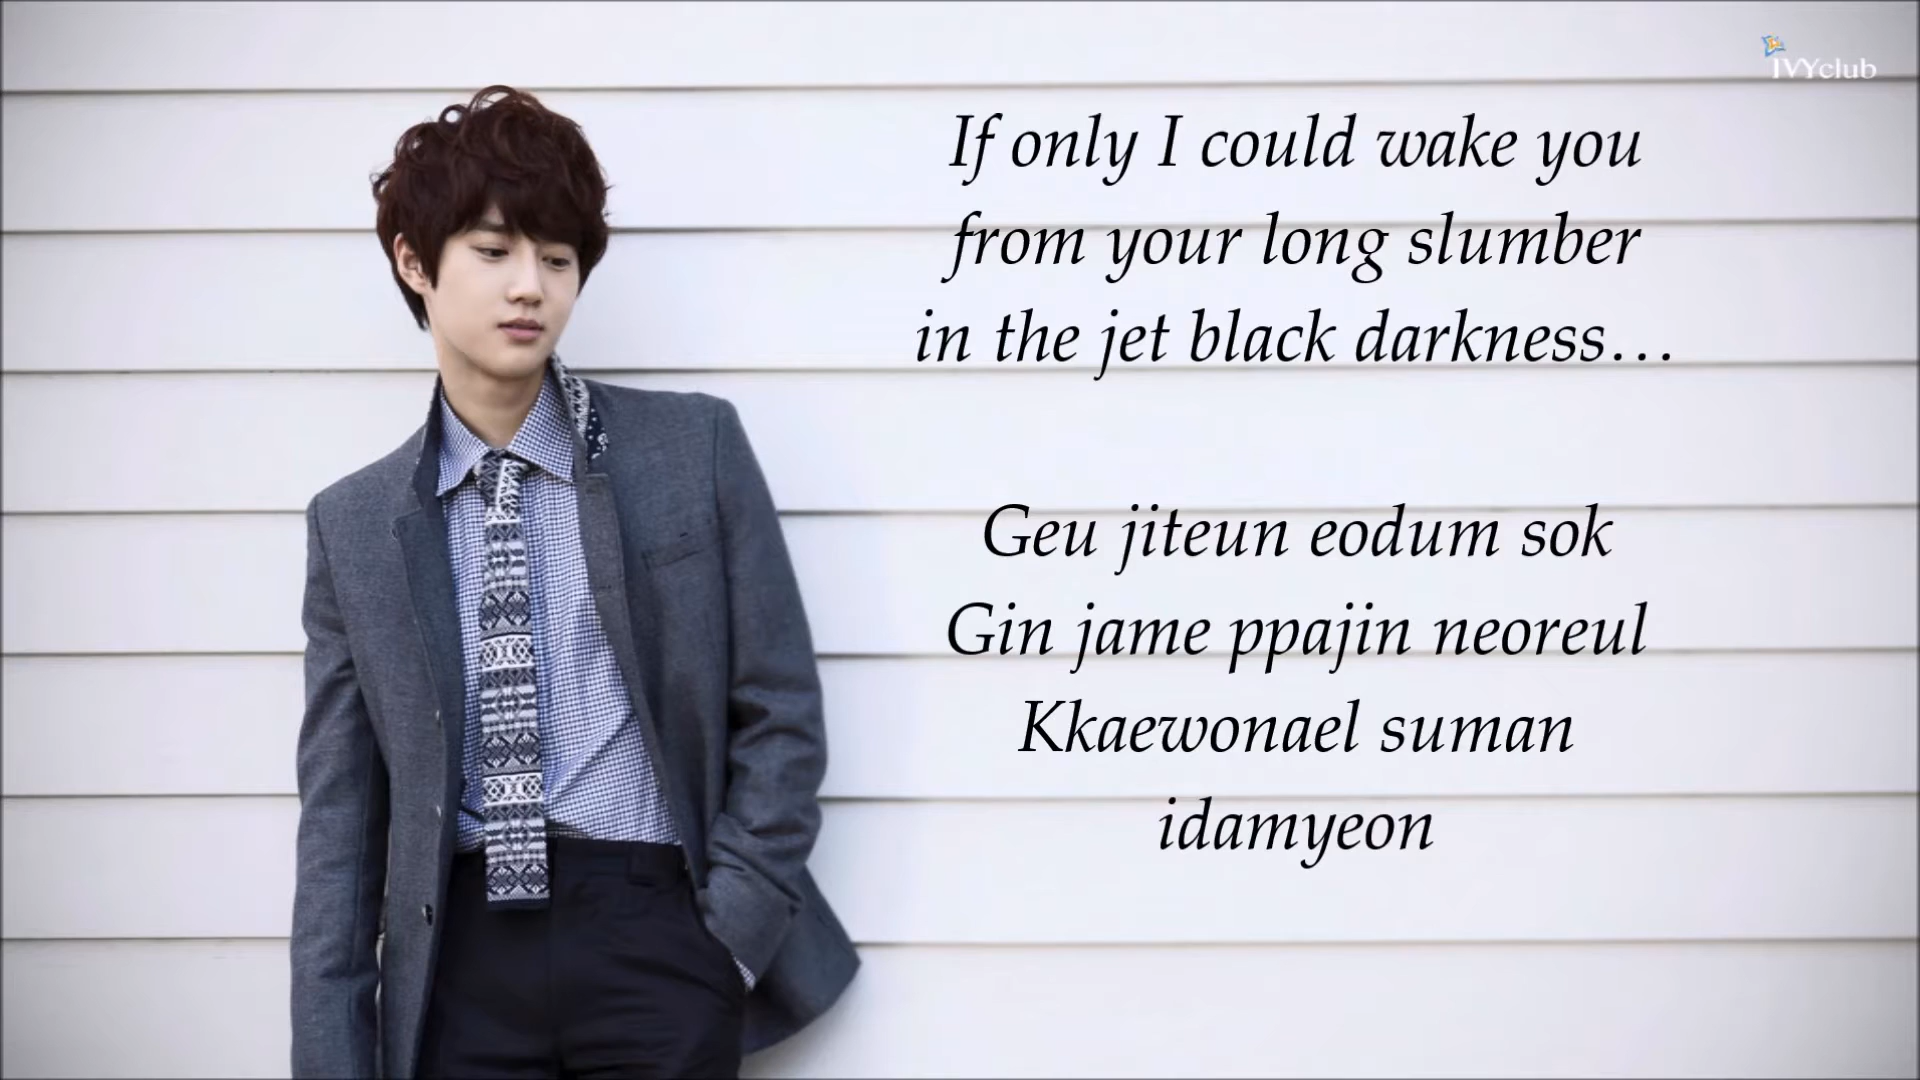 IVYclub
If only I could wake you
from your long slumber
in the jet black darkness…
Geu jiteun eodum sok
Gin jame ppajin neoreul
Kkaewonael suman
idamyeon